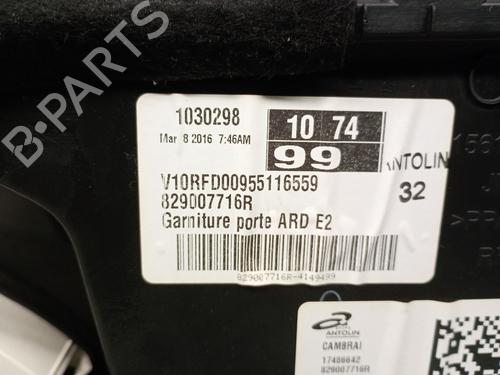 1030298
10 74
Mar 8 2016 7:46AM
99
ANTOLIN
32
V10RFD00955116559
829007716R
Garniture porte ARD E2
829007716R-4149499
ANTOLIN
CAMBRAI
17486642
829007716R